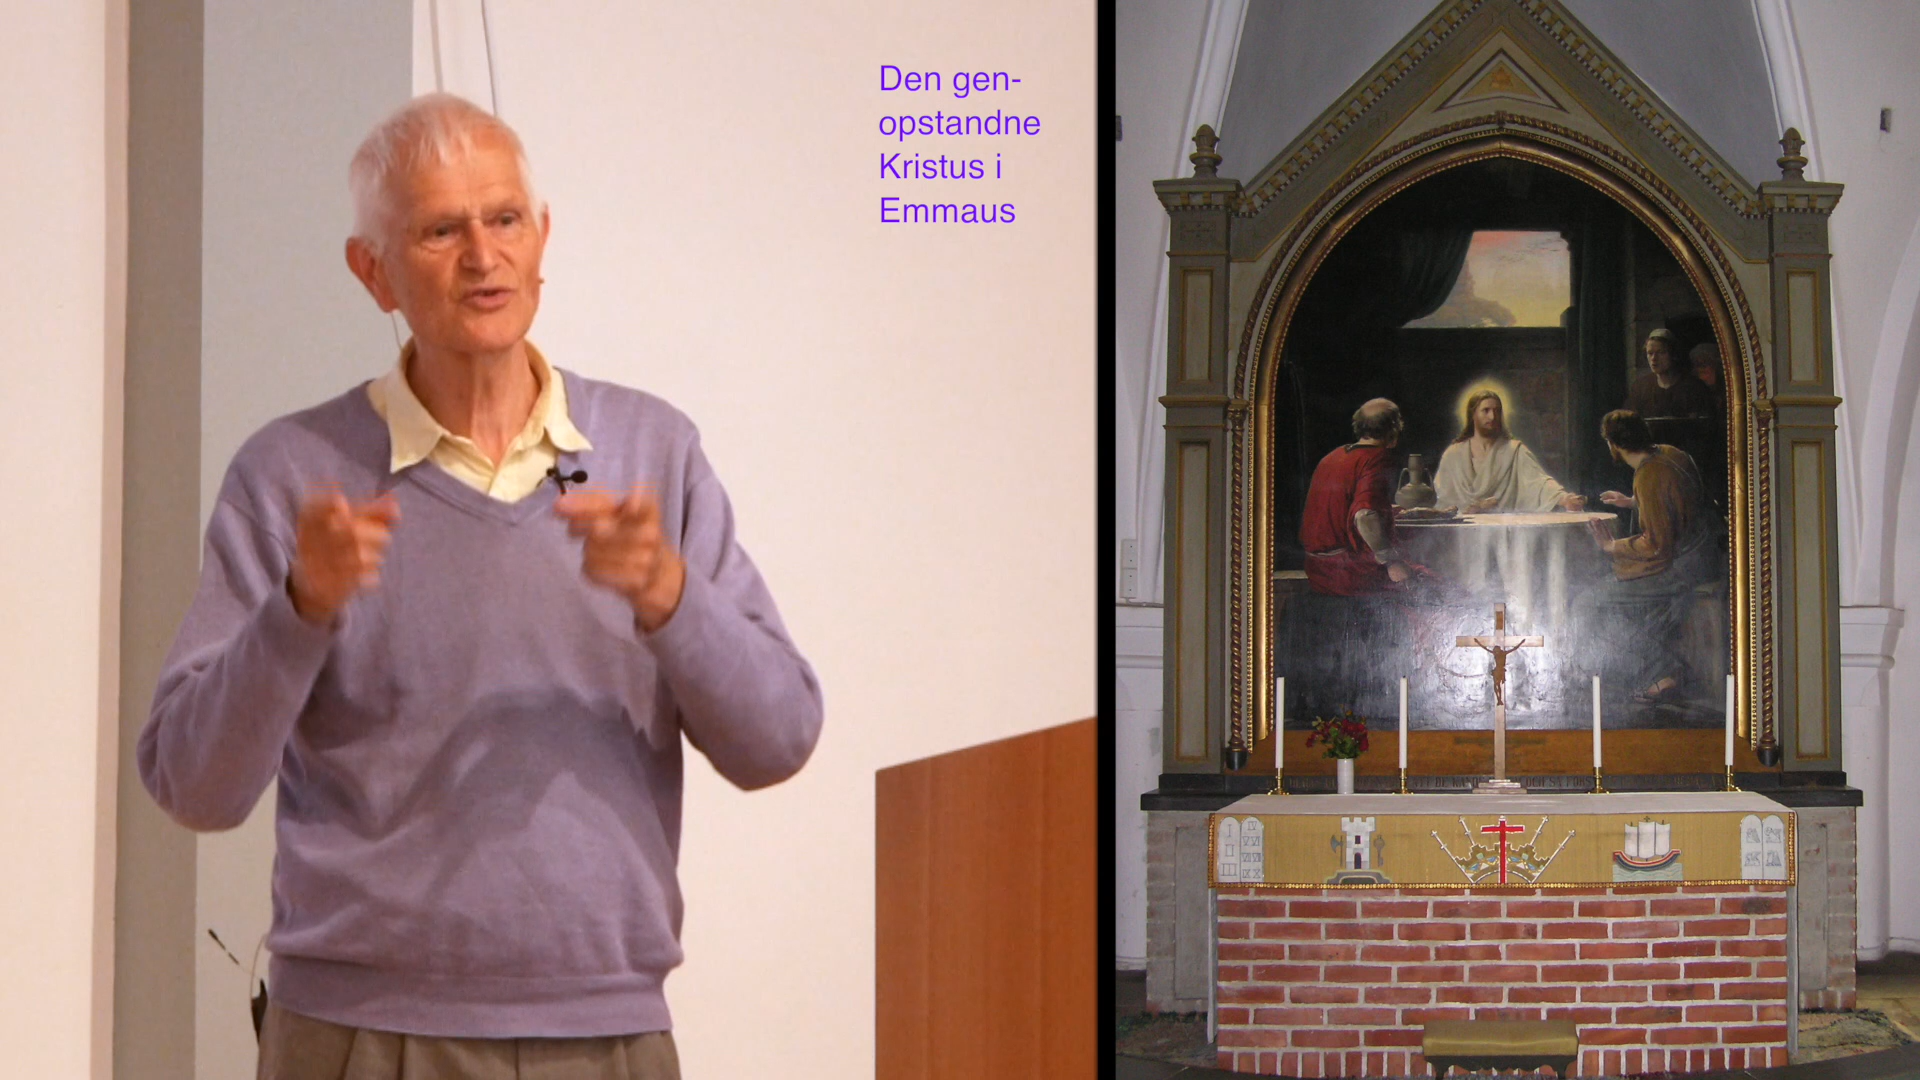 Den gen-
opstandne
Kristus i
Emmaus